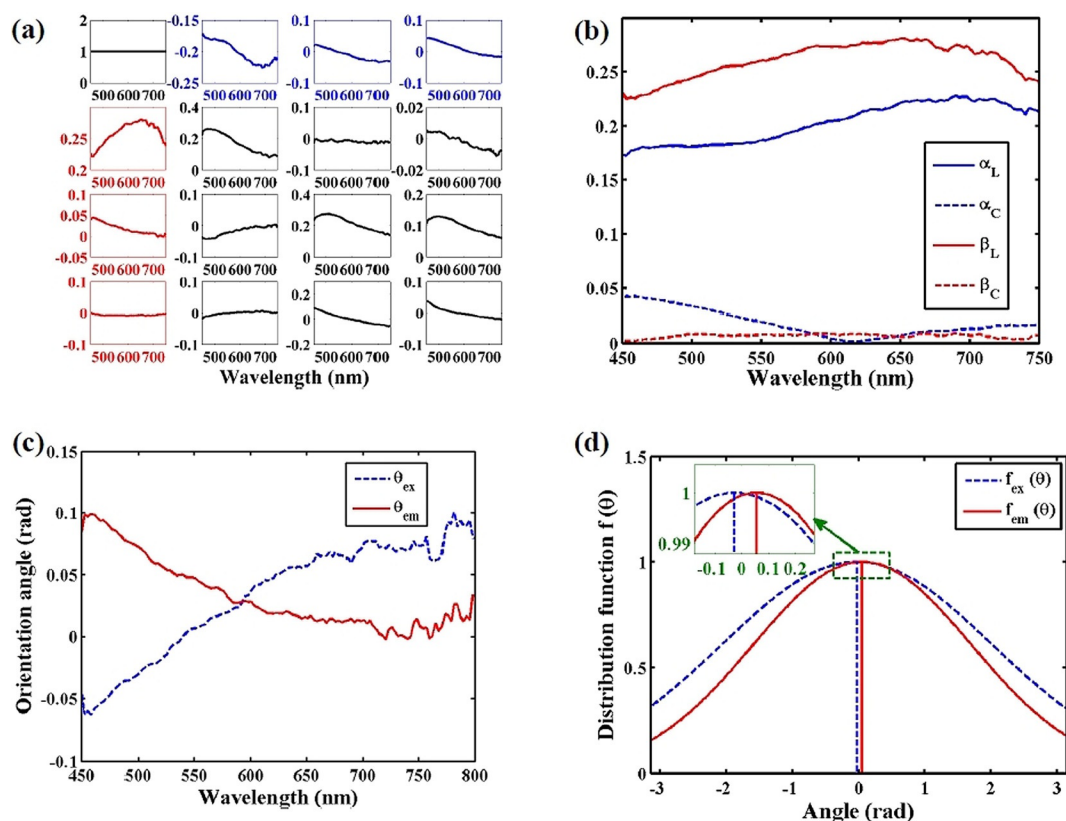 (a)
2 -0.15 0.1 0.1
1 -0.2 0 0
0 -0.25 -0.1 -0.1
500 600 700 500 600 700 500 600 700 500 600 700
0.4 0.1 0.02
0.25 0.2 0 0
0.2 0 -0.1 -0.02
500 600 700 500 600 700 500 600 700 500 600 700
0.1 0.1 0.4 0.2
0.05 0 0.2 0.1
0
-0.05 -0.1 0 0
500 600 700 500 600 700 500 600 700 500 600 700
0.1 0.1 0.2 0.1
0 0 0 0
-0.1 -0.1 -0.2 -0.1
500 600 700 500 600 700 500 600 700 500 600 700
Wavelength (nm)
(b)
0.25
0.2
0.15
0.1
0.05
0
α_L
α_C
β_L
β_C
450 500 550 600 650 700 750
Wavelength (nm)
(c)
Orientation angle (rad)
0.15
0.1
0.05
0
-0.05
-0.1
θ_ex
θ_em
450 500 550 600 650 700 750 800
Wavelength (nm)
(d)
Distribution function f (θ)
1.5
1
0.5
0
1
0.99
-0.1 0 0.1 0.2
f_ex (θ)
f_em (θ)
-3 -2 -1 0 1 2 3
Angle (rad)